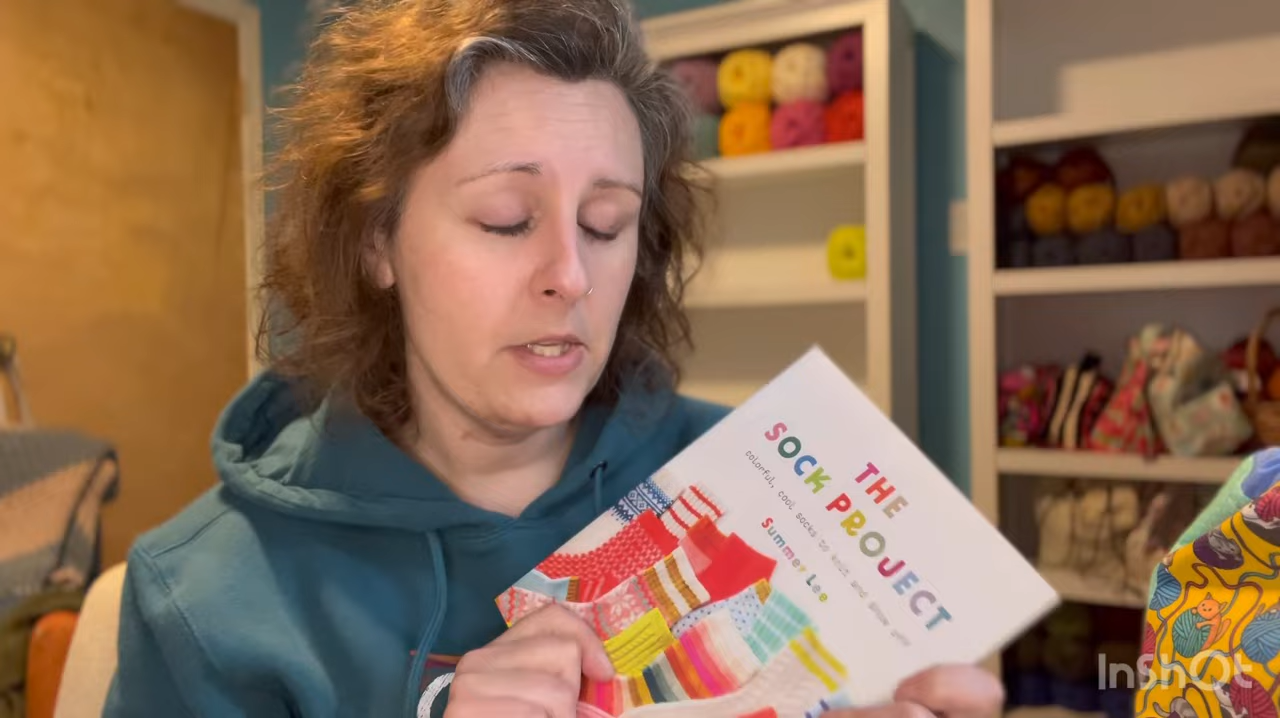 THE
SOCK PROJECT
colorful, cool socks to knit and show off
Summer Lee
InShOt